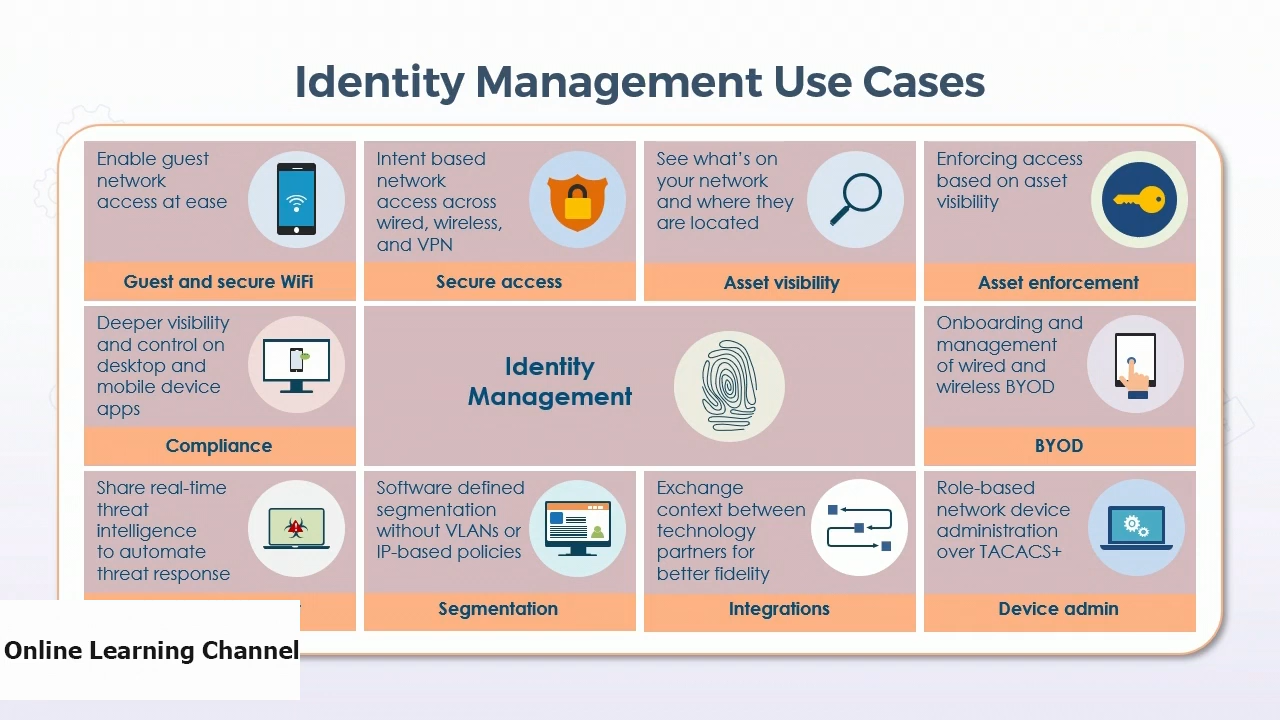 Identity Management Use Cases
Enable guest
network
access at ease
Guest and secure WiFi
Intent based
network
access across
wired, wireless,
and VPN
Secure access
See what's on
your network
and where they
are located
Asset visibility
Enforcing access
based on asset
visibility
Asset enforcement
Deeper visibility
and control on
desktop and
mobile device
apps
Compliance
Identity
Management
Onboarding and
management
of wired and
wireless BYOD
BYOD
Share real-time
threat
intelligence
to automate
threat response
Software defined
segmentation
without VLANs or
IP-based policies
Segmentation
Exchange
context between
technology
partners for
better fidelity
Integrations
Role-based
network device
administration
over TACACS+
Device admin
Online Learning Channel